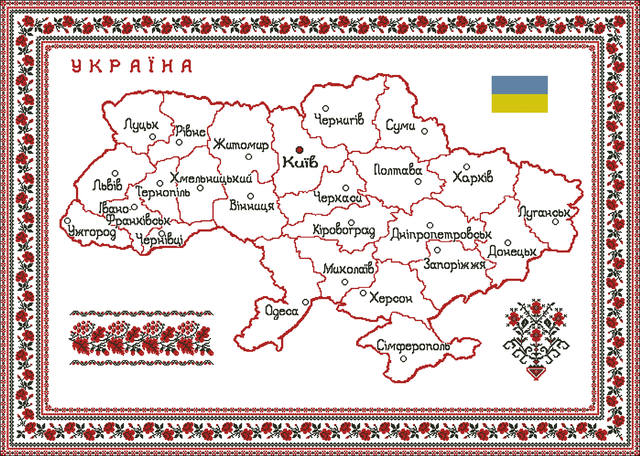 УКРАЇНА
Чернигів
Луцьк
Рівне
Суми
Житомир
Київ
Полтава
Харків
Львів
Тернопіль
Хмельницький
Вінниця
Черкаси
Івано
Франківськ
Луганськ
Ужгород
Чернівці
Кіровоград
Дніпропетровськ
Донецьк
Запоріжжя
Миколаїв
Херсон
Одеса
Сімферополь